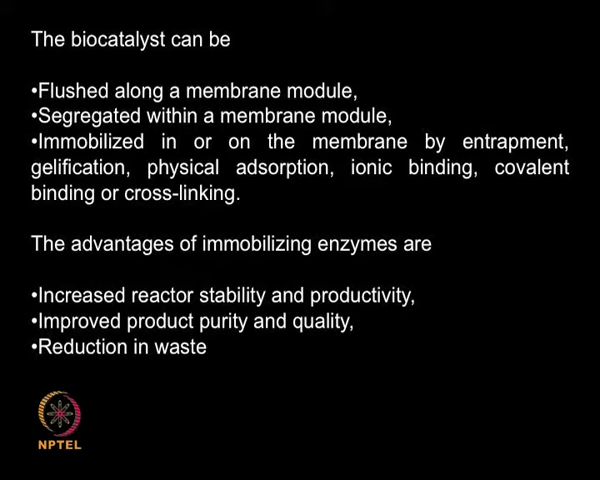 The biocatalyst can be
•Flushed along a membrane module,
•Segregated within a membrane module,
•Immobilized in or on the membrane by entrapment,
gelification, physical adsorption, ionic binding, covalent
binding or cross-linking.
The advantages of immobilizing enzymes are
•Increased reactor stability and productivity,
•Improved product purity and quality,
•Reduction in waste
NPTEL